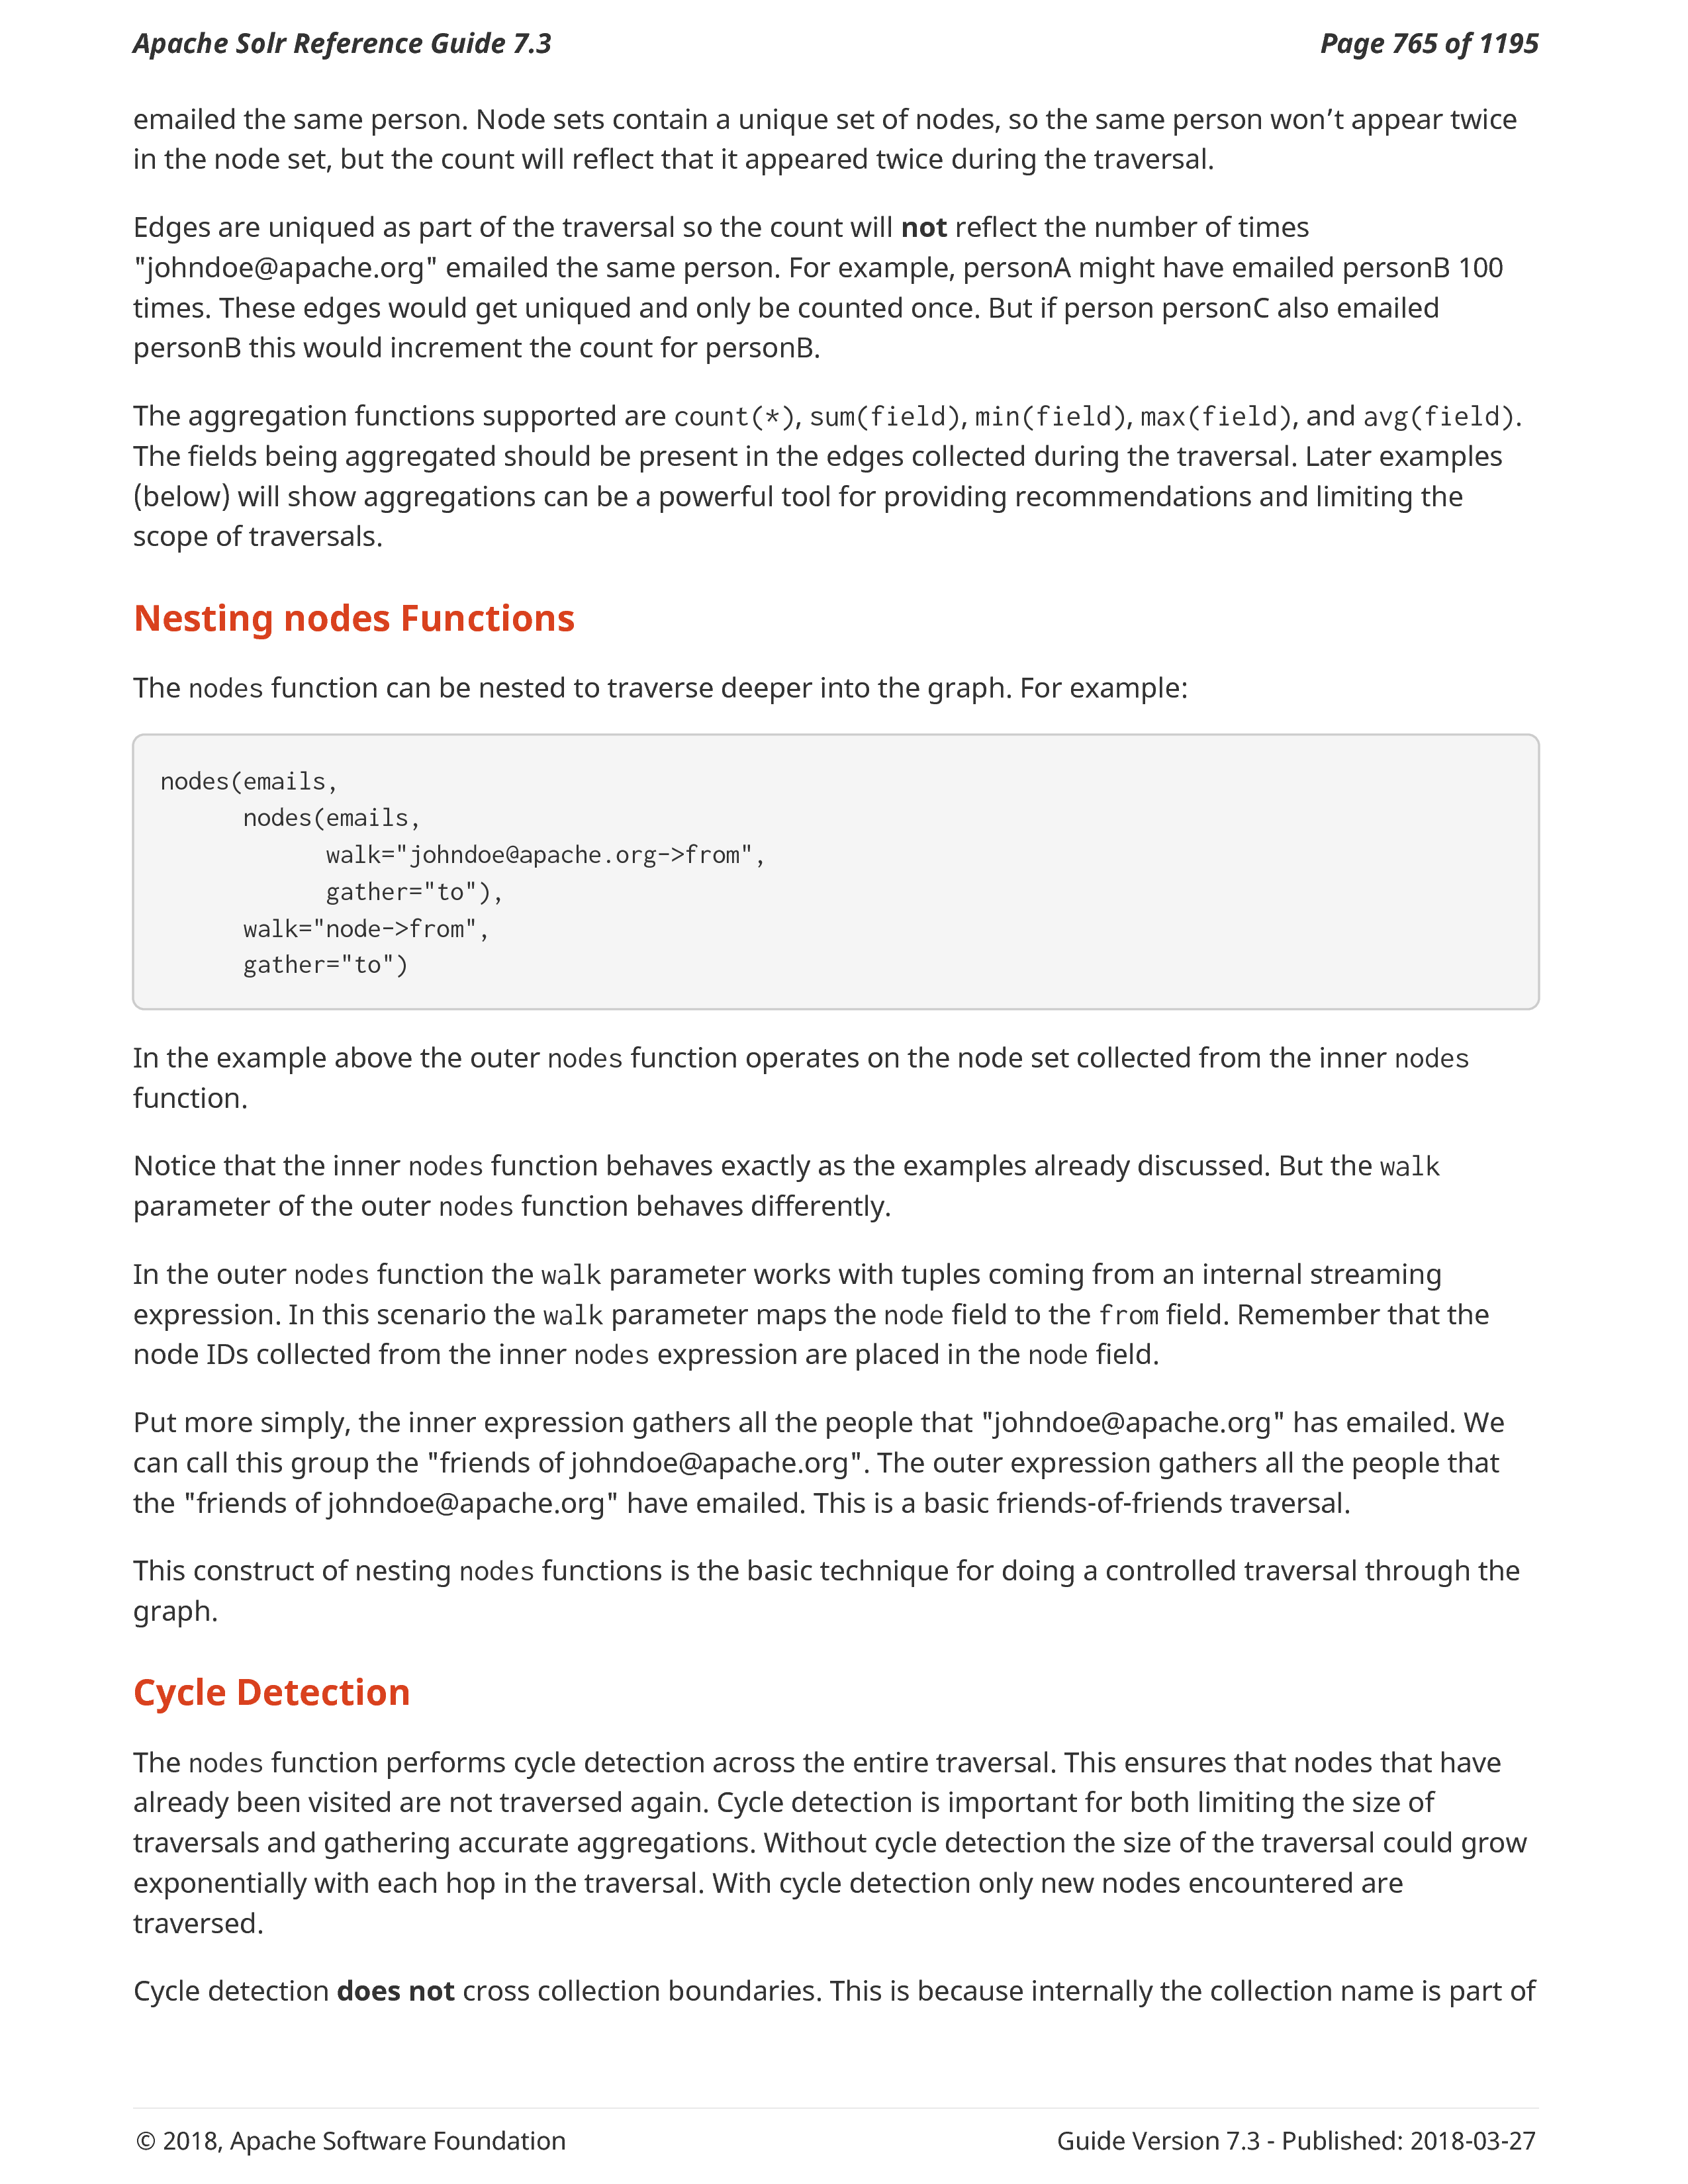 Apache Solr Reference Guide 7.3
Page 765 of 1195
emailed the same person. Node sets contain a unique set of nodes, so the same person won’t appear twice
in the node set, but the count will reflect that it appeared twice during the traversal.
Edges are uniqued as part of the traversal so the count will not reflect the number of times
"johndoe@apache.org" emailed the same person. For example, personA might have emailed personB 100
times. These edges would get uniqued and only be counted once. But if person personC also emailed
personB this would increment the count for personB.
The aggregation functions supported are count(*), sum(field), min(field), max(field), and avg(field).
The fields being aggregated should be present in the edges collected during the traversal. Later examples
(below) will show aggregations can be a powerful tool for providing recommendations and limiting the
scope of traversals.
Nesting nodes Functions
The nodes function can be nested to traverse deeper into the graph. For example:
nodes(emails,
      nodes(emails,
            walk="johndoe@apache.org->from",
            gather="to"),
      walk="node->from",
      gather="to")
In the example above the outer nodes function operates on the node set collected from the inner nodes
function.
Notice that the inner nodes function behaves exactly as the examples already discussed. But the walk
parameter of the outer nodes function behaves differently.
In the outer nodes function the walk parameter works with tuples coming from an internal streaming
expression. In this scenario the walk parameter maps the node field to the from field. Remember that the
node IDs collected from the inner nodes expression are placed in the node field.
Put more simply, the inner expression gathers all the people that "johndoe@apache.org" has emailed. We
can call this group the "friends of johndoe@apache.org". The outer expression gathers all the people that
the "friends of johndoe@apache.org" have emailed. This is a basic friends-of-friends traversal.
This construct of nesting nodes functions is the basic technique for doing a controlled traversal through the
graph.
Cycle Detection
The nodes function performs cycle detection across the entire traversal. This ensures that nodes that have
already been visited are not traversed again. Cycle detection is important for both limiting the size of
traversals and gathering accurate aggregations. Without cycle detection the size of the traversal could grow
exponentially with each hop in the traversal. With cycle detection only new nodes encountered are
traversed.
Cycle detection does not cross collection boundaries. This is because internally the collection name is part of
© 2018, Apache Software Foundation
Guide Version 7.3 - Published: 2018-03-27